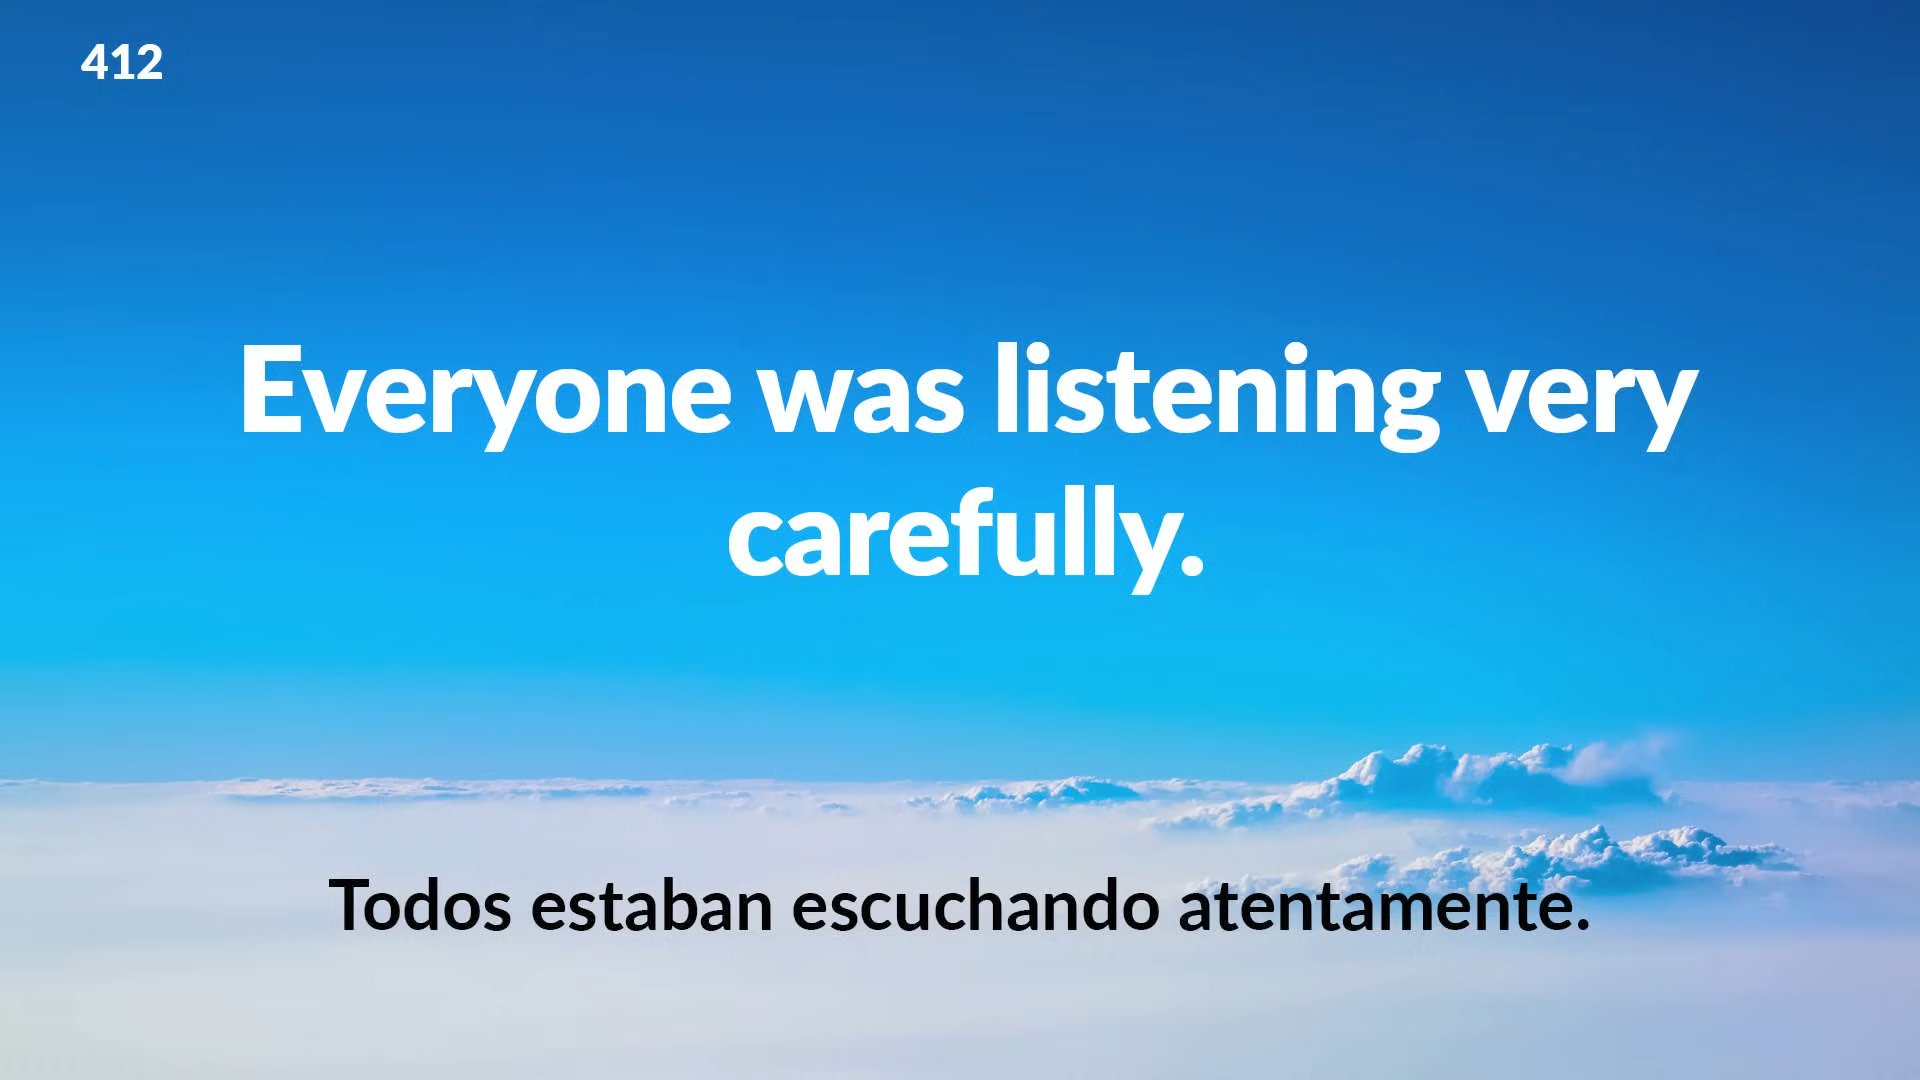 412
Everyone was listening very
carefully.
Todos estaban escuchando atentamente.